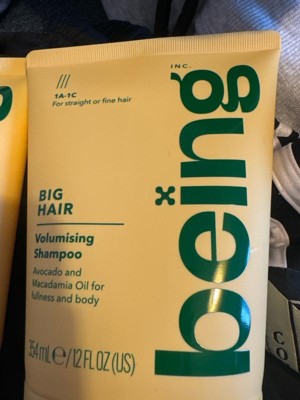 INC.
being
1A-1C
For straight or fine hair
BIG
HAIR
Volumising
Shampoo
Avocado and
Macadamia Oil for
fullness and body
354 mL℮/12 FL OZ (US)